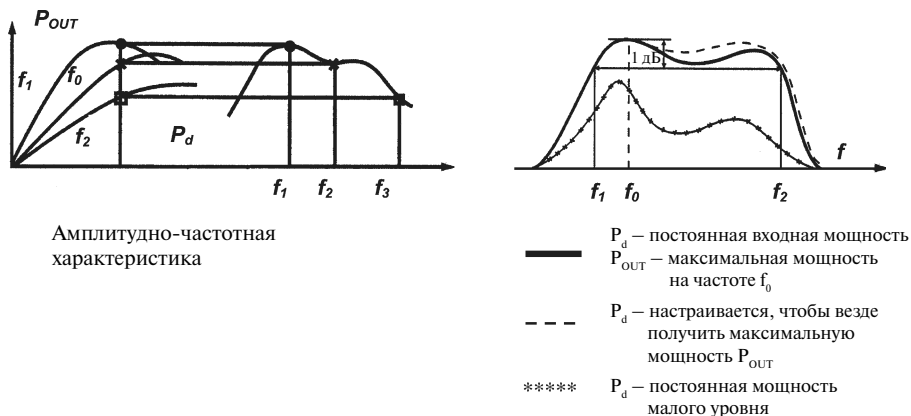 P_OUT
f_1
f_0
f_2
P_d
f_1 f_2 f_3
Амплитудно-частотная
характеристика
1 дБ
f
f_1 f_0 f_2
P_d – постоянная входная мощность
P_OUT – максимальная мощность
на частоте f_0
P_d – настраивается, чтобы везде
получить максимальную
мощность P_OUT
***** P_d – постоянная мощность
малого уровня